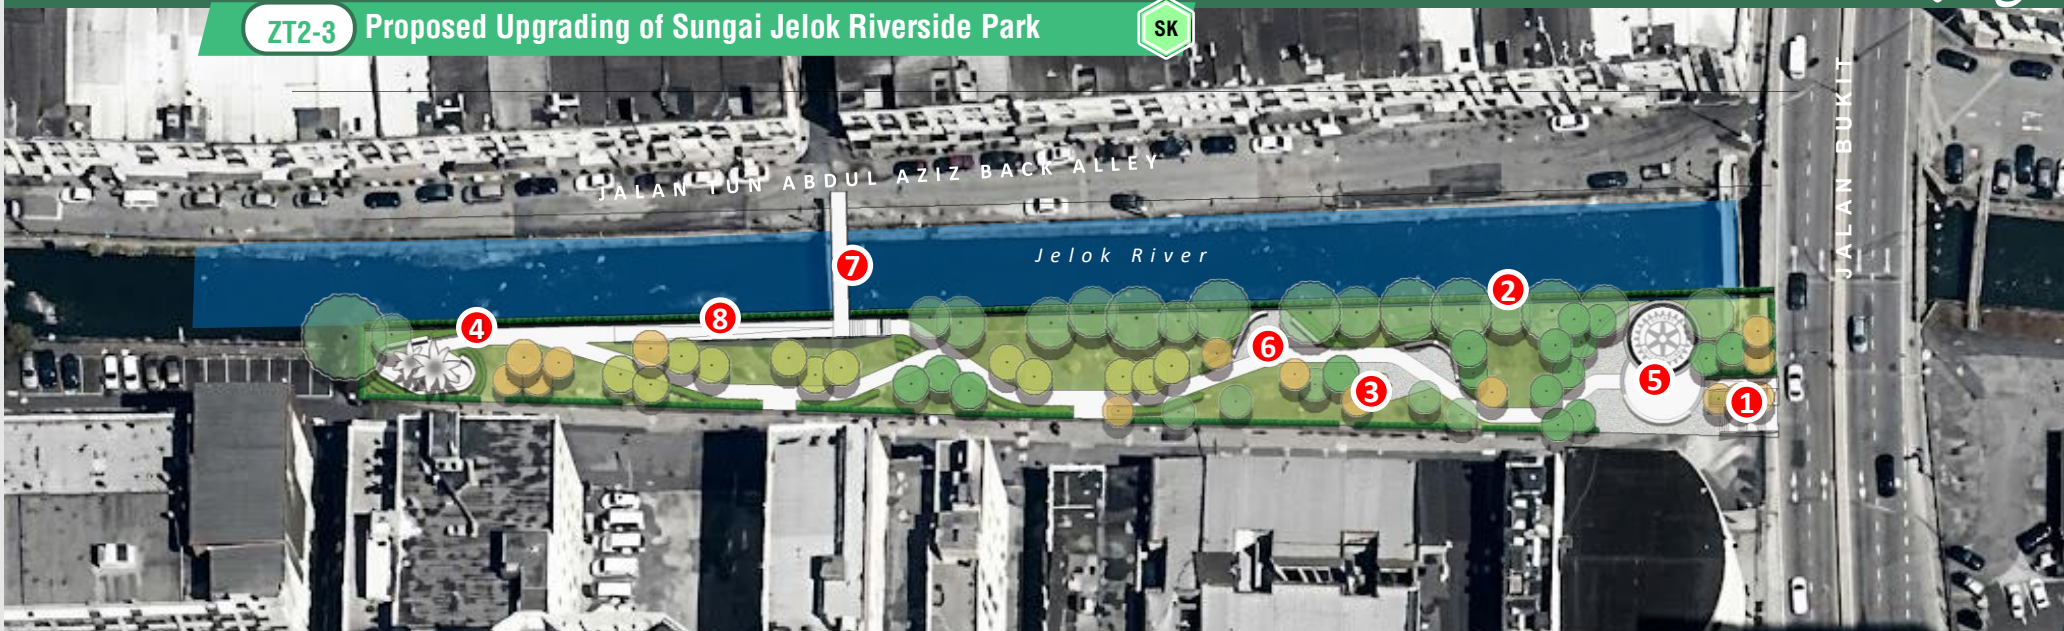 ZT2-3
Proposed Upgrading of Sungai Jelok Riverside Park
SK
JALAN BUKIT
JALAN TUN ABDUL AZIZ BACK ALLEY
Jelok River
7
2
8
4
6
5
3
1